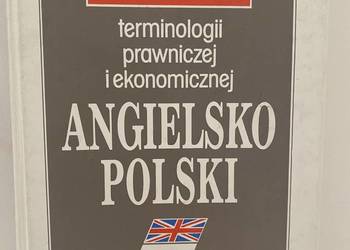 terminologii
prawniczej
i ekonomicznej
ANGIELSKO
POLSKI